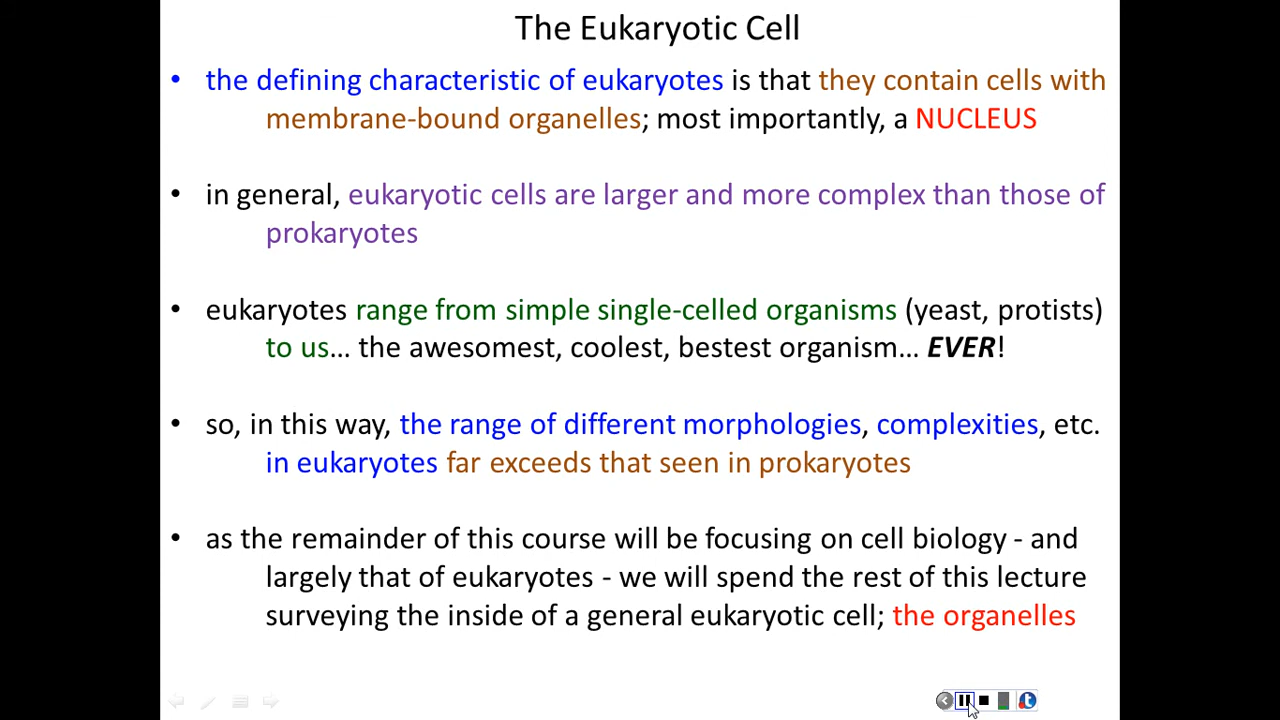 The Eukaryotic Cell
• the defining characteristic of eukaryotes is that they contain cells with
membrane-bound organelles; most importantly, a NUCLEUS
• in general, eukaryotic cells are larger and more complex than those of
prokaryotes
• eukaryotes range from simple single-celled organisms (yeast, protists)
to us... the awesomest, coolest, bestest organism... EVER!
• so, in this way, the range of different morphologies, complexities, etc.
in eukaryotes far exceeds that seen in prokaryotes
• as the remainder of this course will be focusing on cell biology - and
largely that of eukaryotes - we will spend the rest of this lecture
surveying the inside of a general eukaryotic cell; the organelles